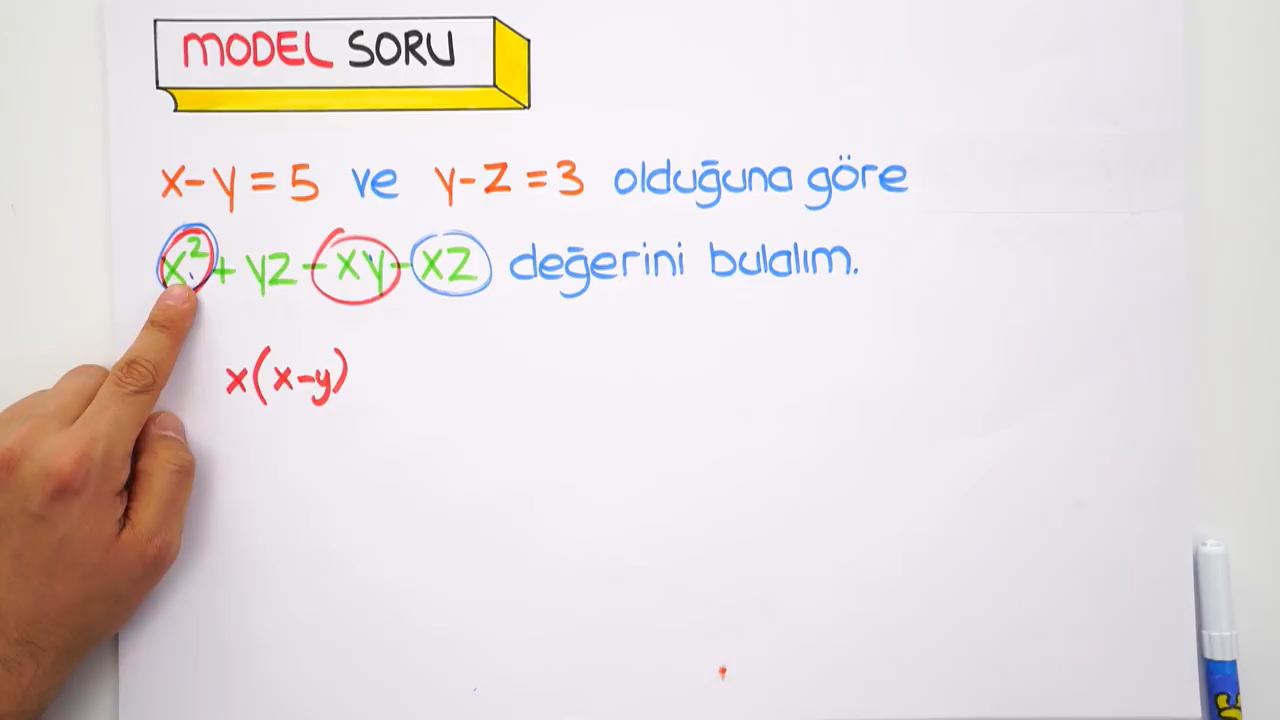 MODEL SORU
x-y=5 ve y-z=3 olduğuna göre
x²+yz-xy-xz değerini bulalım.
x(x-y)